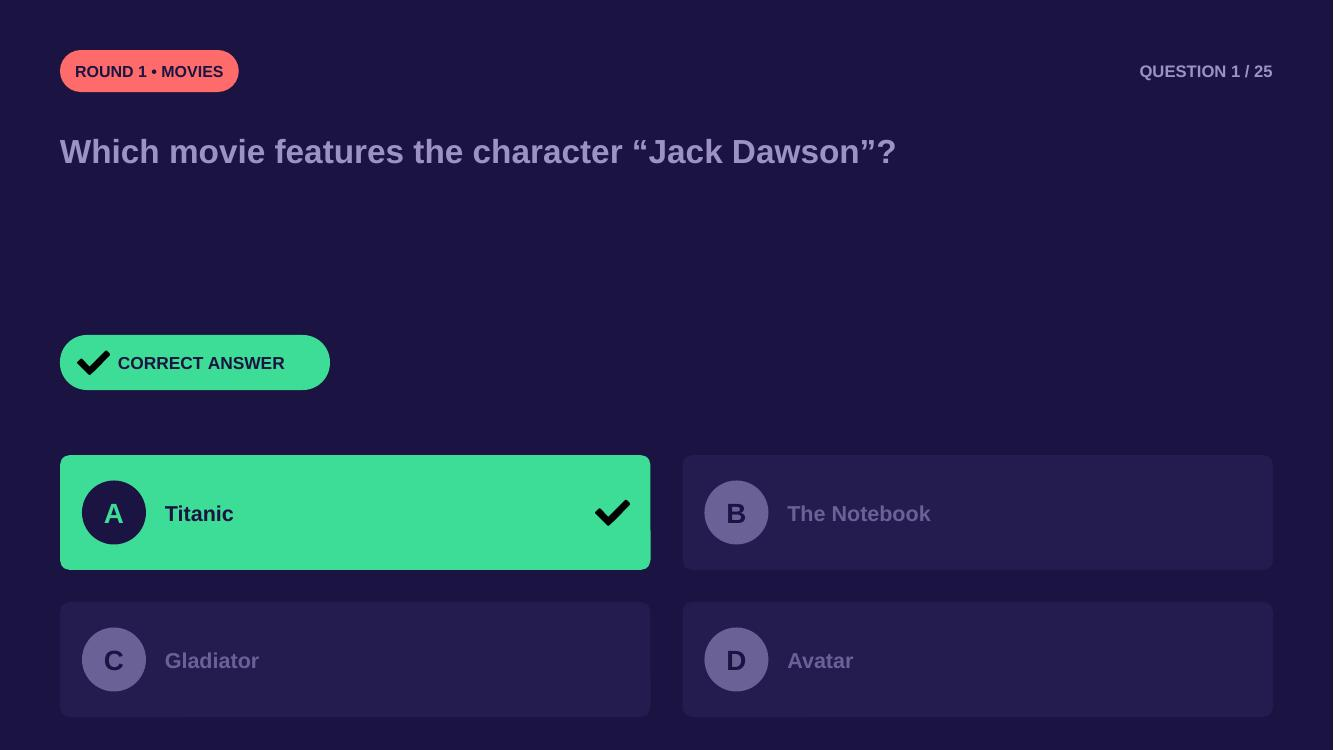 ROUND 1 • MOVIES
QUESTION 1 / 25
Which movie features the character “Jack Dawson”?
CORRECT ANSWER
A Titanic
B The Notebook
C Gladiator
D Avatar